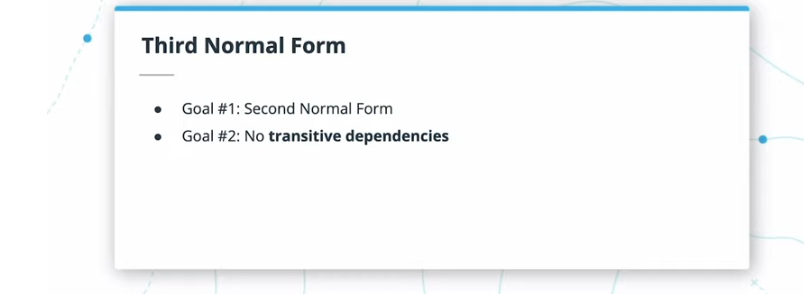 Third Normal Form
● Goal #1: Second Normal Form
● Goal #2: No transitive dependencies